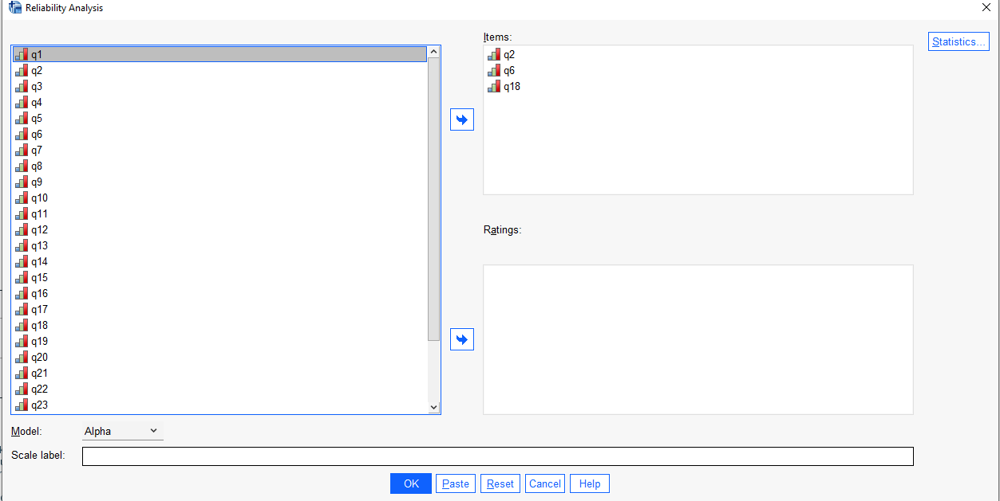 Reliability Analysis
q1
q2
q3
q4
q5
q6
q7
q8
q9
q10
q11
q12
q13
q14
q15
q16
q17
q18
q19
q20
q21
q22
q23
Items:
q2
q6
q18
Statistics...
Ratings:
Model: Alpha
Scale label:
OK Paste Reset Cancel Help